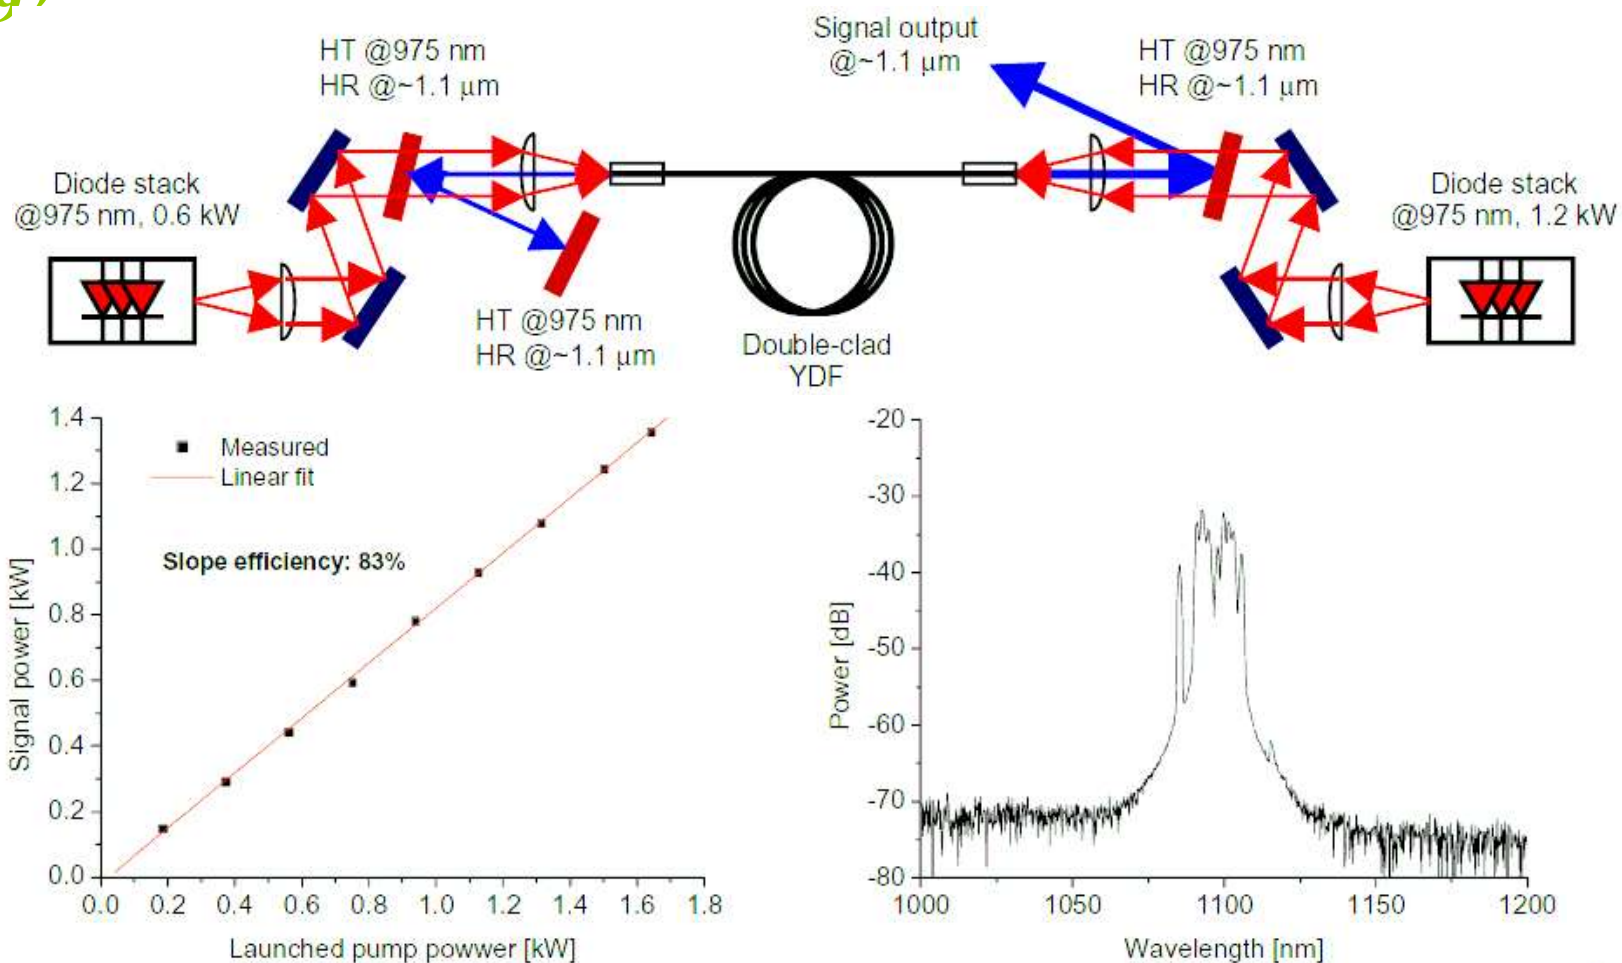 HT @975 nm
HR @~1.1 μm
Signal output
@~1.1 μm
HT @975 nm
HR @~1.1 μm
Diode stack
@975 nm, 0.6 kW
Diode stack
@975 nm, 1.2 kW
HT @975 nm
HR @~1.1 μm
Double-clad
YDF
1.4
1.2
1.0
0.8
0.6
0.4
0.2
0.0
Signal power [kW]
Measured
Linear fit
Slope efficiency: 83%
0.0 0.2 0.4 0.6 0.8 1.0 1.2 1.4 1.6 1.8
Launched pump powwer [kW]
-20
-30
-40
-50
-60
-70
-80
Power [dB]
1000 1050 1100 1150 1200
Wavelength [nm]